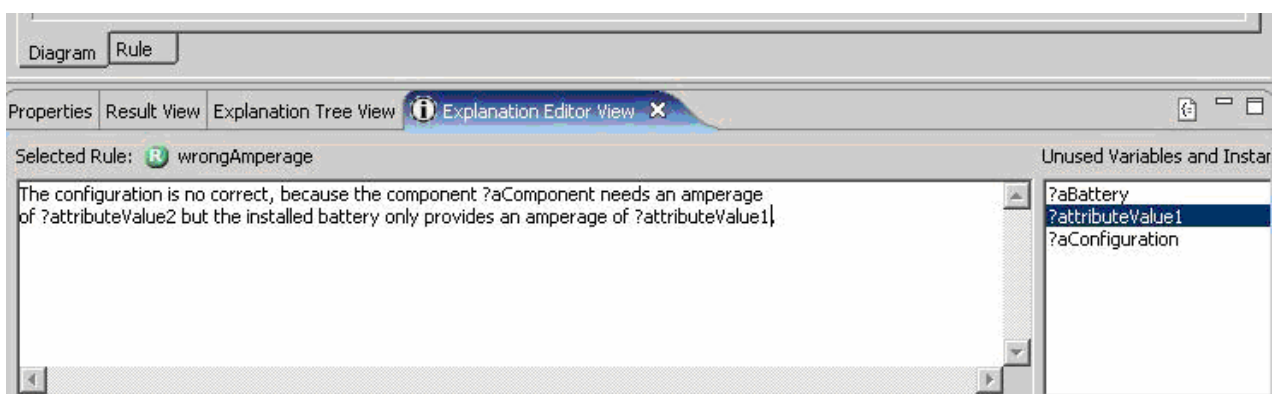 Diagram Rule
Properties Result View Explanation Tree View Explanation Editor View
Selected Rule: R wrongAmperage
Unused Variables and Instan
The configuration is no correct, because the component ?aComponent needs an amperage
of ?attributeValue2 but the installed battery only provides an amperage of ?attributeValue1
?aBattery
?attributeValue1
?aConfiguration